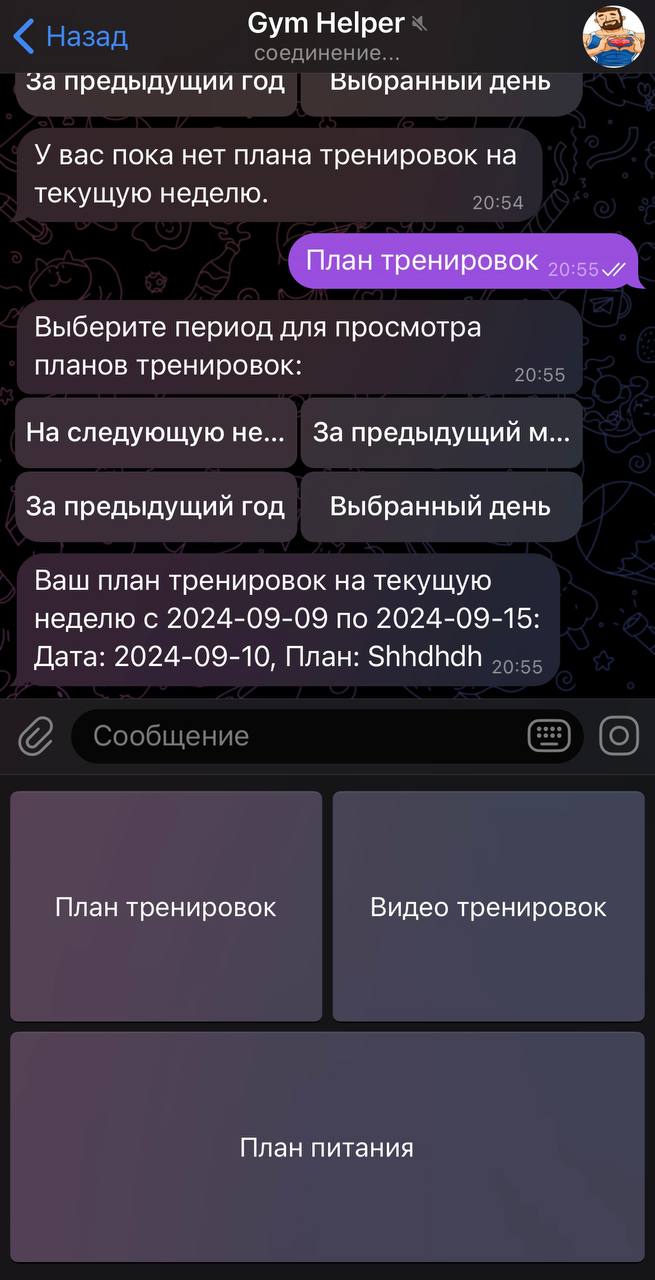 Назад
Gym Helper
соединение...
За предыдущий год
Выбранный день
У вас пока нет плана тренировок на
текущую неделю.
20:54
План тренировок
20:55
Выберите период для просмотра
планов тренировок:
20:55
На следующую не...
За предыдущий м...
За предыдущий год
Выбранный день
Ваш план тренировок на текущую
неделю с 2024-09-09 по 2024-09-15:
Дата: 2024-09-10, План: Shhdhdh
20:55
Сообщение
План тренировок
Видео тренировок
План питания